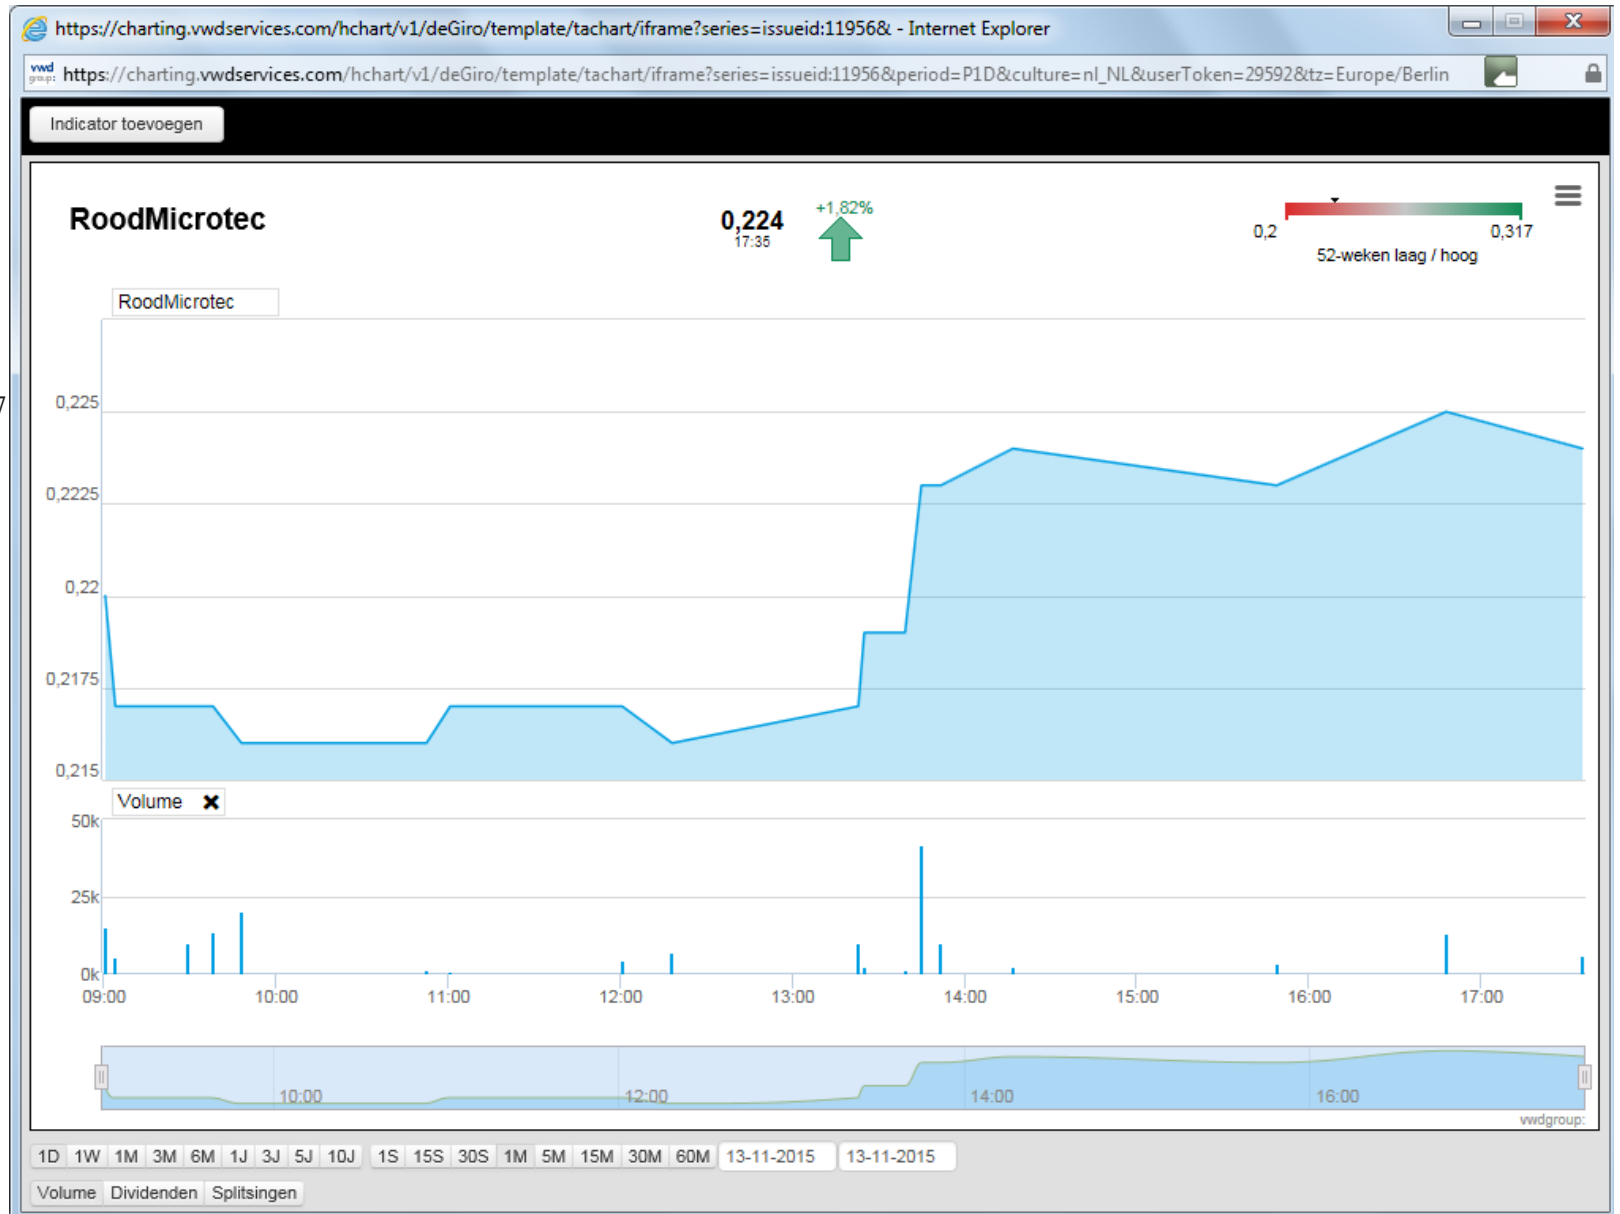 https://charting.vwdservices.com/hchart/v1/deGiro/template/tachart/iframe?series=issueid:11956& - Internet Explorer
vwd group: https://charting.vwdservices.com/hchart/v1/deGiro/template/tachart/iframe?series=issueid:11956&period=P1D&culture=nl_NL&userToken=29592&tz=Europe/Berlin
Indicator toevoegen
RoodMicrotec
0,224
17:35
+1,82%
0,2 0,317
52-weken laag / hoog
RoodMicrotec
7
0,225
0,2225
0,22
0,2175
0,215
Volume
50k
25k
0k
09:00 10:00 11:00 12:00 13:00 14:00 15:00 16:00 17:00
10:00 12:00 14:00 16:00
vwdgroup:
1D 1W 1M 3M 6M 1J 3J 5J 10J 1S 15S 30S 1M 5M 15M 30M 60M 13-11-2015 13-11-2015
Volume Dividenden Splitsingen